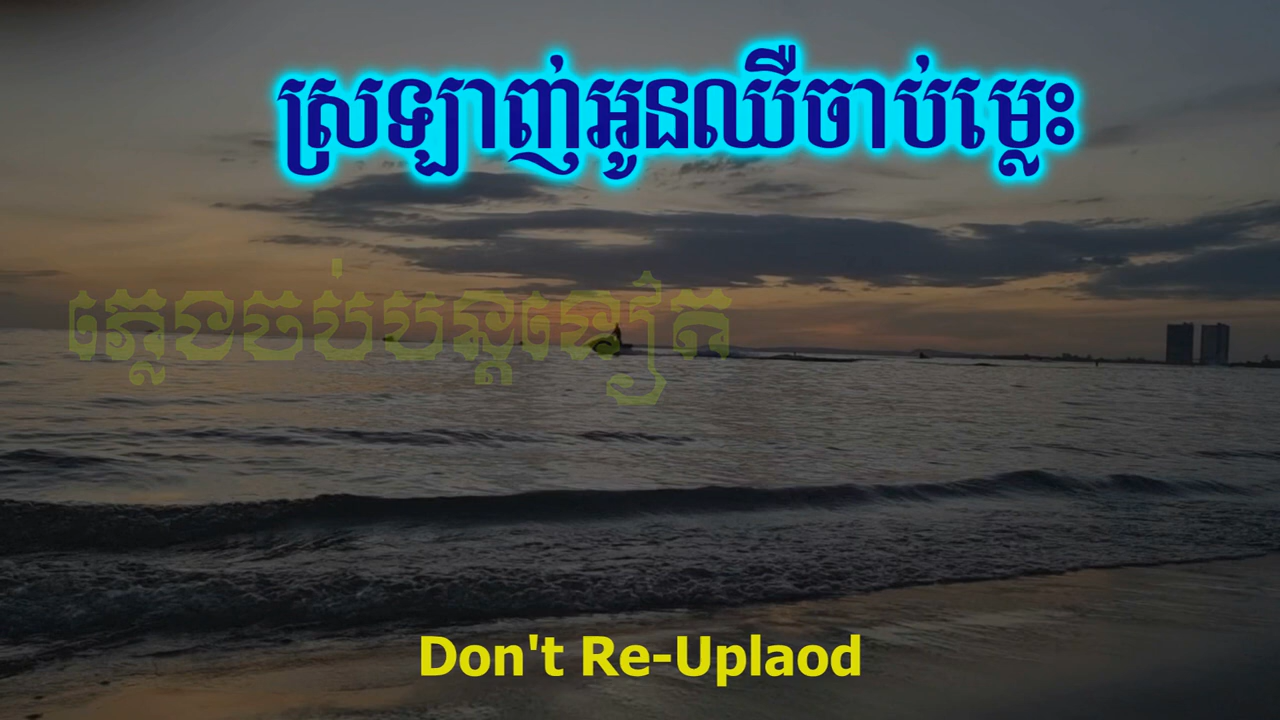 ស្រឡាញ់អូនឈឺចាប់ម្លេះ
ភ្លេងចប់បន្តទៀត
Don't Re-Uplaod